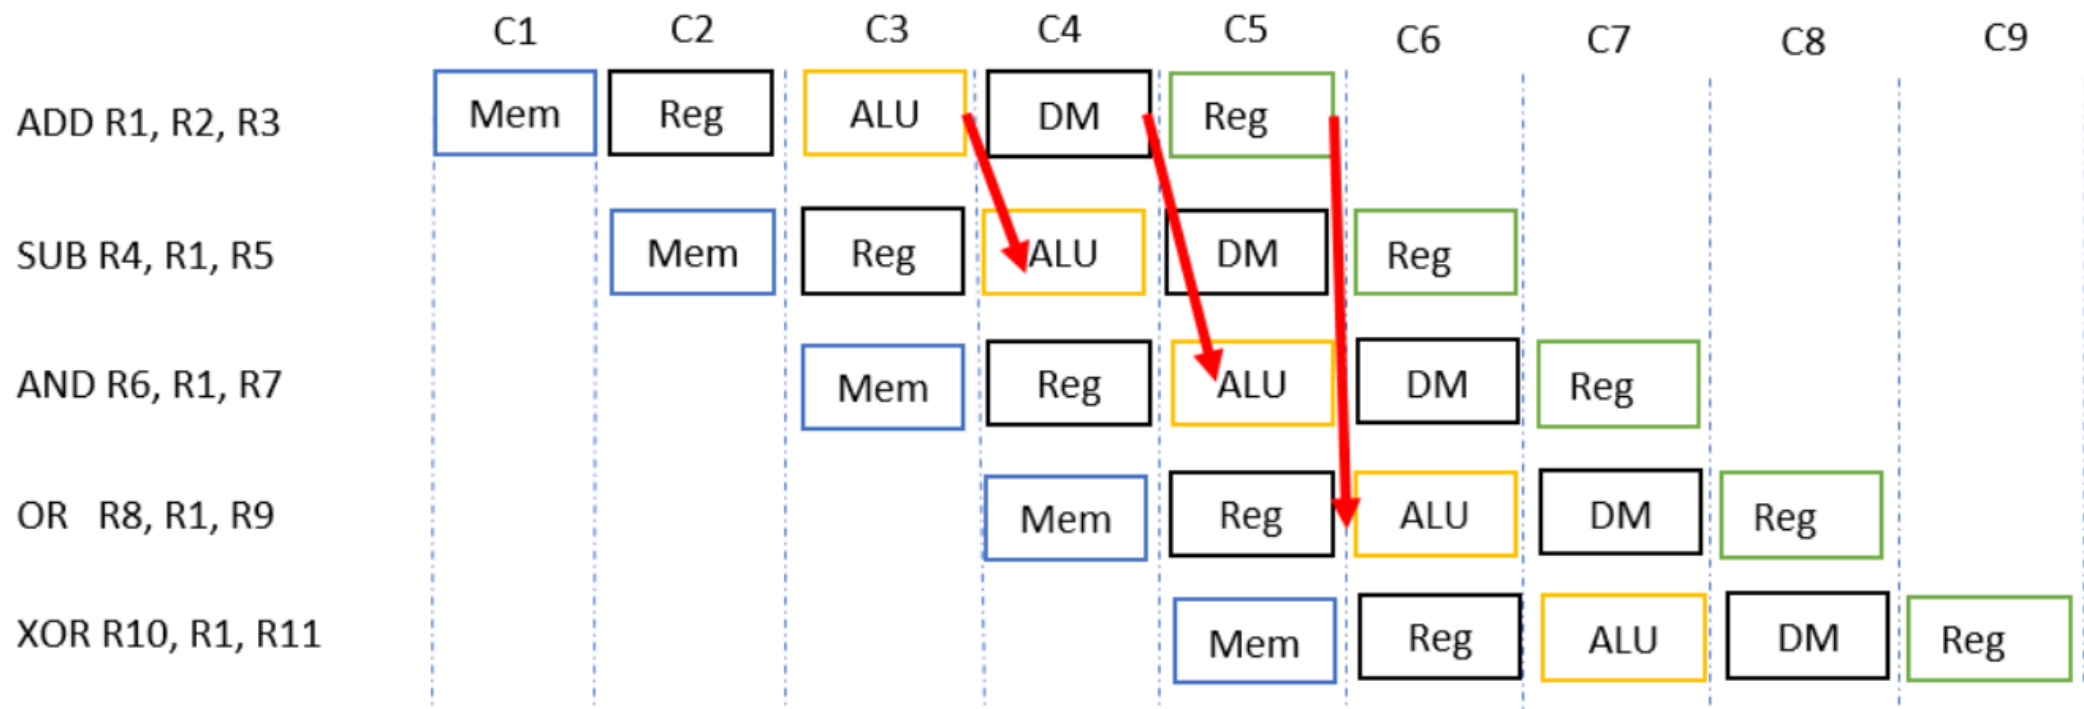 C1 C2 C3 C4 C5 C6 C7 C8 C9
ADD R1, R2, R3 Mem Reg ALU DM Reg
SUB R4, R1, R5 Mem Reg ALU DM Reg
AND R6, R1, R7 Mem Reg ALU DM Reg
OR R8, R1, R9 Mem Reg ALU DM Reg
XOR R10, R1, R11 Mem Reg ALU DM Reg